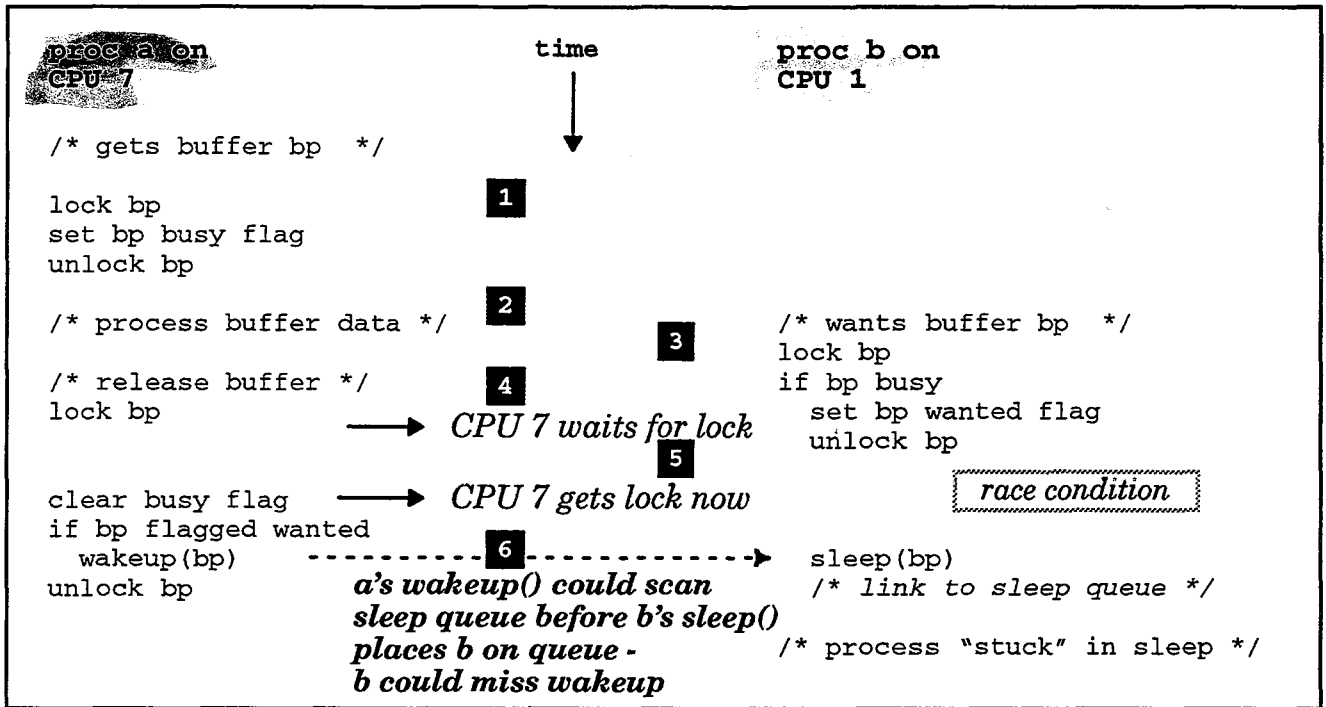 proc a on
CPU 7
time
proc b on
CPU 1
/* gets buffer bp */
1
lock bp
set bp busy flag
unlock bp
2
/* process buffer data */
3
/* wants buffer bp */
lock bp
if bp busy
set bp wanted flag
unlock bp
4
/* release buffer */
lock bp
CPU 7 waits for lock
5
race condition
clear busy flag
CPU 7 gets lock now
if bp flagged wanted
wakeup(bp)
unlock bp
6
sleep(bp)
/* link to sleep queue */
a's wakeup() could scan
sleep queue before b's sleep()
places b on queue -
b could miss wakeup
/* process "stuck" in sleep */